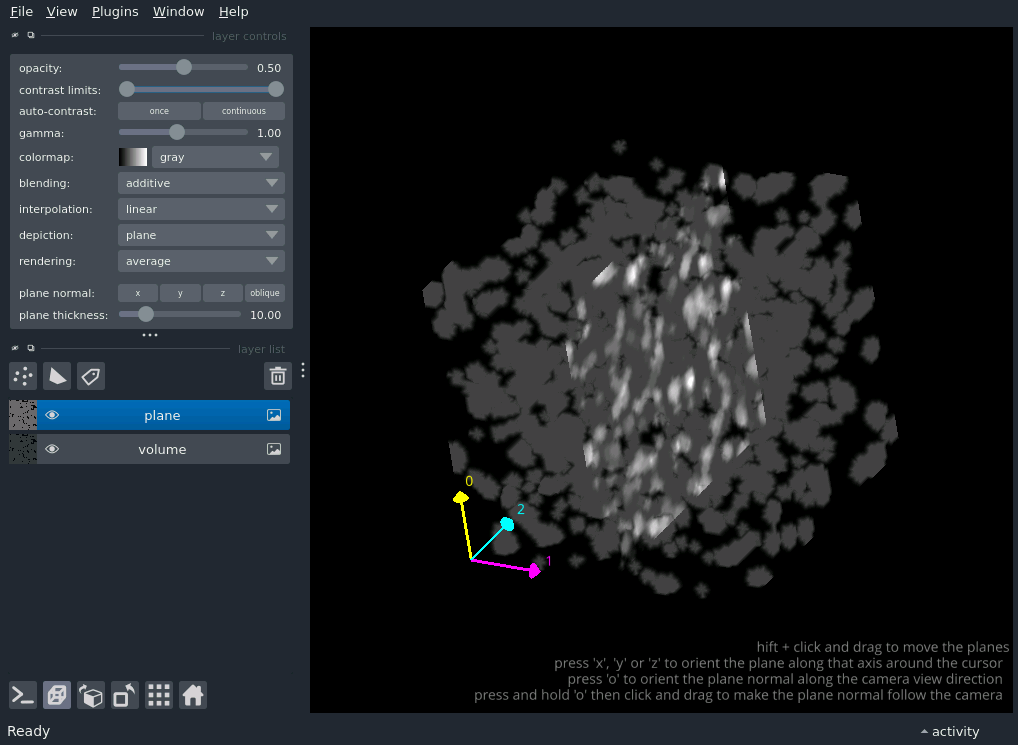 File View Plugins Window Help
layer controls
opacity: 0.50
contrast limits:
auto-contrast: once continuous
gamma: 1.00
colormap: gray
blending: additive
interpolation: linear
depiction: plane
rendering: average
plane normal: x y z oblique
plane thickness: 10.00
layer list
plane
volume
0
2
1
hift + click and drag to move the planes
press 'x', 'y' or 'z' to orient the plane along that axis around the cursor
press 'o' to orient the plane normal along the camera view direction
press and hold 'o' then click and drag to make the plane normal follow the camera
Ready activity